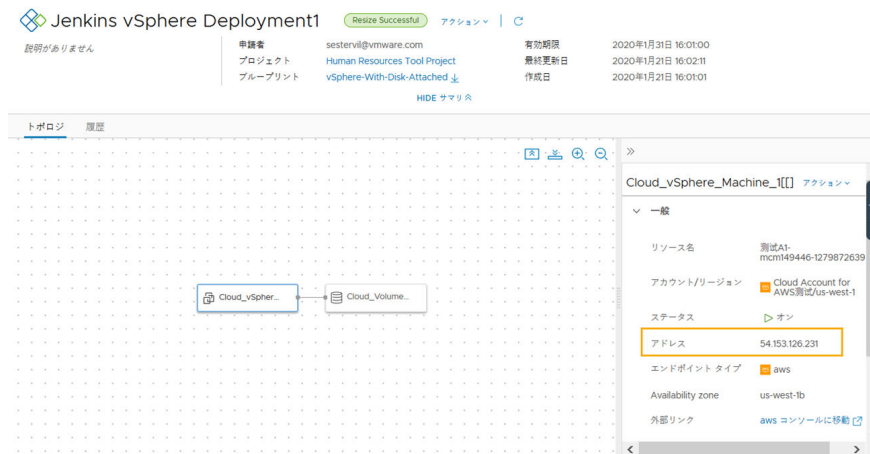 Jenkins vSphere Deployment1 Resize Successful アクション
説明がありません
申請者 sestervil@vmware.com
プロジェクト Human Resources Tool Project
ブループリント vSphere-With-Disk-Attached
有効期限 2020年1月31日 16:01:00
最終更新日 2020年1月21日 16:02:11
作成日 2020年1月21日 16:01:01
HIDE サマリ
トポロジ 履歴
Cloud_vSpher...
Cloud_Volume...
Cloud_vSphere_Machine_1[[] アクション
一般
リソース名 测试A1-
mcm149446-1279872639
アカウント/リージョン Cloud Account for
AWS测试/us-west-1
ステータス オン
アドレス 54.153.126.231
エンドポイント タイプ aws
Availability zone us-west-1b
外部リンク aws コンソールに移動